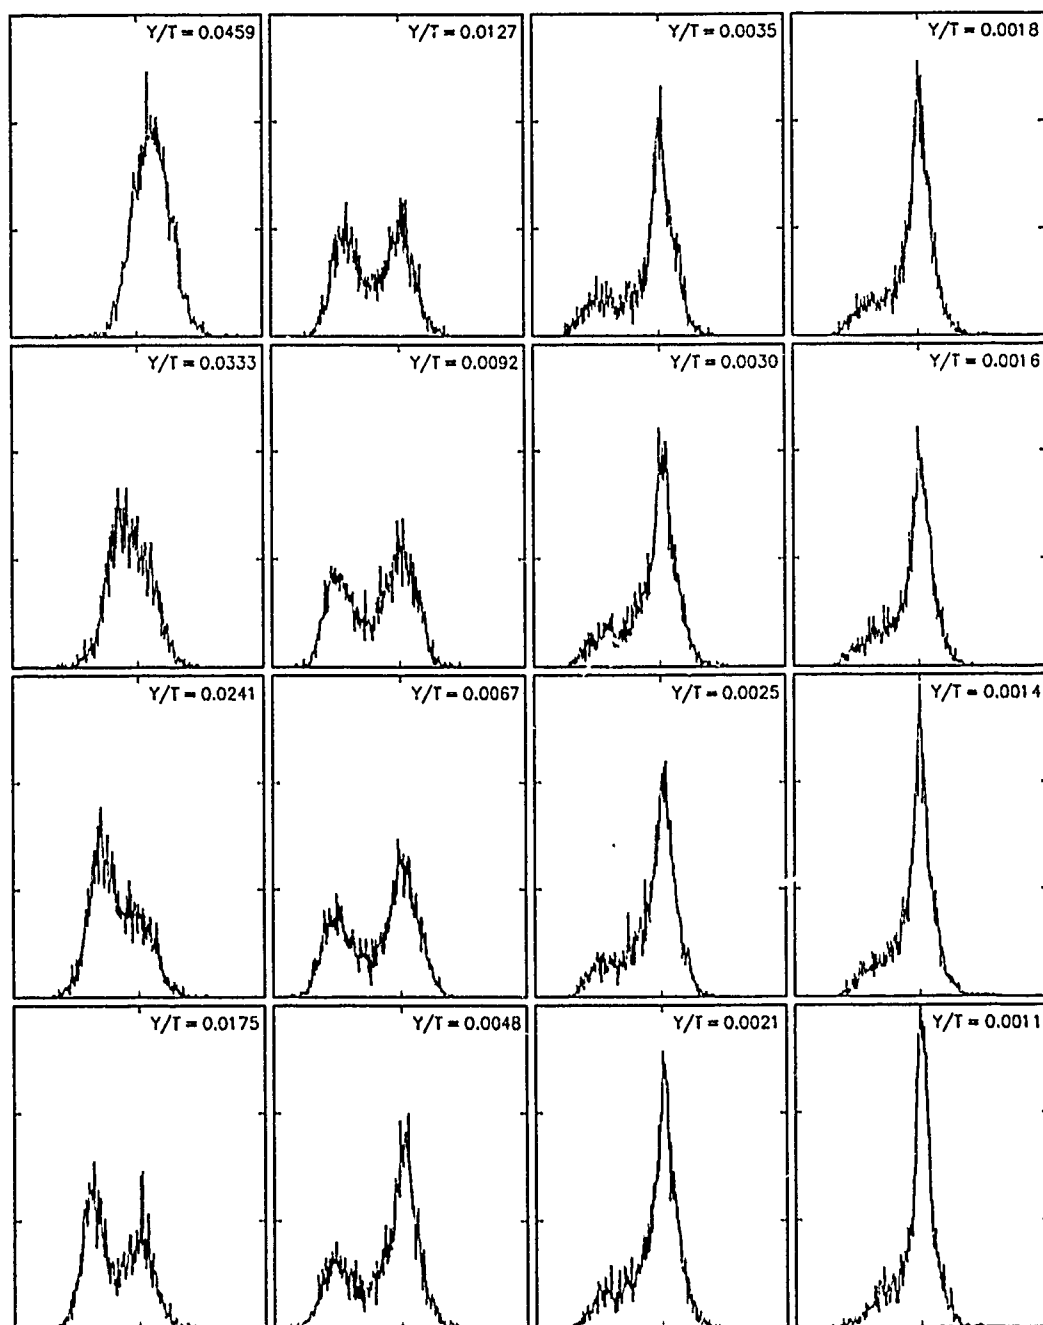 Y/T = 0.0459
Y/T = 0.0127
Y/T = 0.0035
Y/T = 0.0018
Y/T = 0.0333
Y/T = 0.0092
Y/T = 0.0030
Y/T = 0.0016
Y/T = 0.0241
Y/T = 0.0067
Y/T = 0.0025
Y/T = 0.0014
Y/T = 0.0175
Y/T = 0.0048
Y/T = 0.0021
Y/T = 0.0011